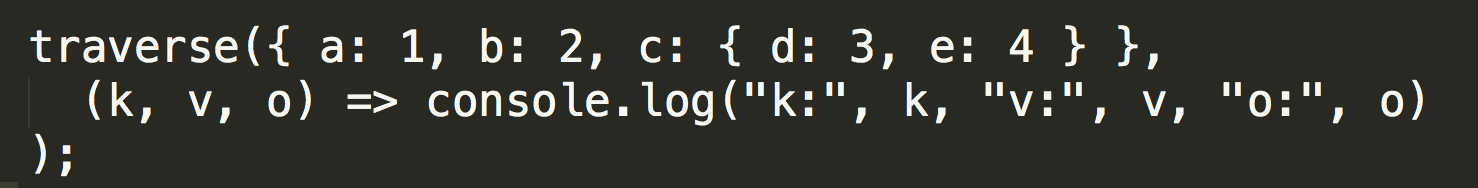 traverse({ a: 1, b: 2, c: { d: 3, e: 4 } },
(k, v, o) => console.log("k:", k, "v:", v, "o:", o)
);